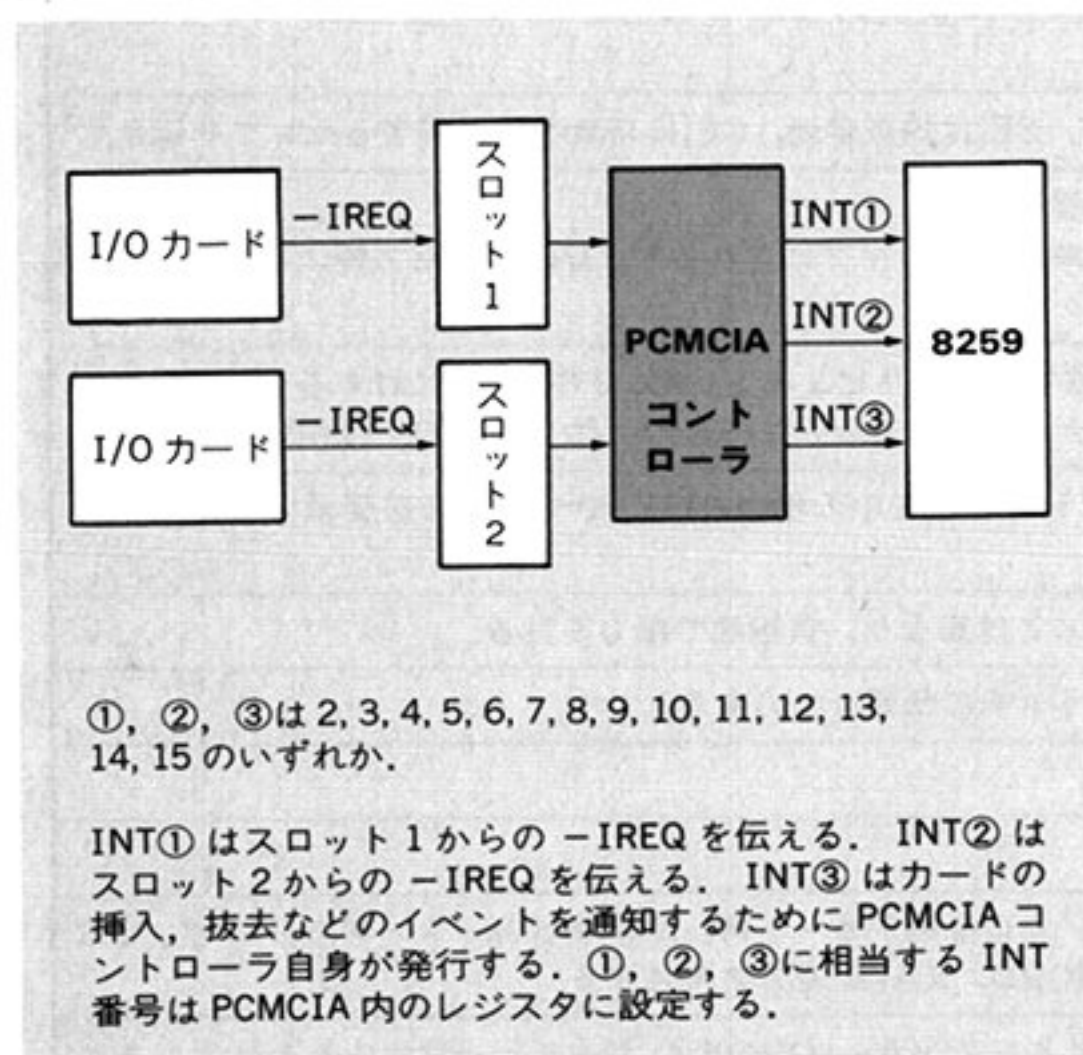 I/O カード
－IREQ
スロット1
PCMCIA
コント
ローラ
INT①
INT②
INT③
8259
I/O カード
－IREQ
スロット2
①，②，③は 2, 3, 4, 5, 6, 7, 8, 9, 10, 11, 12, 13,
14, 15 のいずれか．
INT① はスロット 1 からの －IREQ を伝える． INT② は
スロット 2 からの －IREQ を伝える． INT③ はカードの
挿入，抜去などのイベントを通知するために PCMCIA コ
ントローラ自身が発行する．①，②，③に相当する INT
番号は PCMCIA 内のレジスタに設定する．